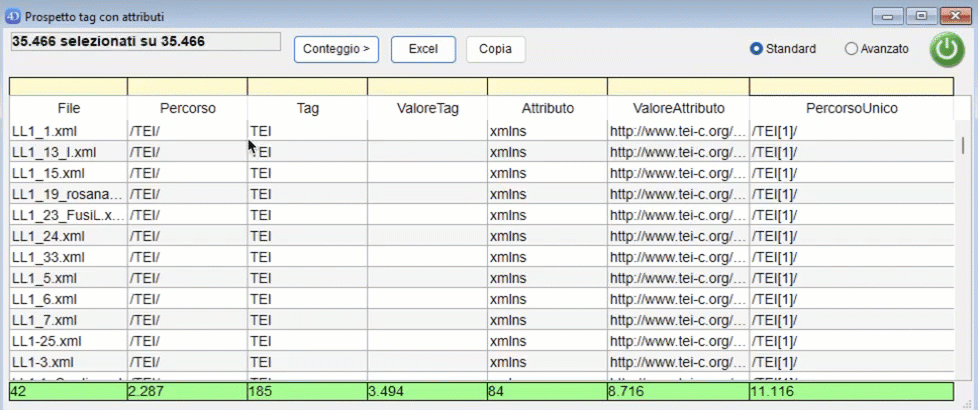 4D Prospetto tag con attributi
35.466 selezionati su 35.466 Conteggio > Excel Copia Standard Avanzato
File Percorso Tag ValoreTag Attributo ValoreAttributo PercorsoUnico
LL1_1.xml /TEI/ TEI xmlns http://www.tei-c.org/... /TEI[1]/
LL1_13_I.xml /TEI/ TEI xmlns http://www.tei-c.org/... /TEI[1]/
LL1_15.xml /TEI/ TEI xmlns http://www.tei-c.org/... /TEI[1]/
LL1_19_rosana... /TEI/ TEI xmlns http://www.tei-c.org/... /TEI[1]/
LL1_23_FusiL.x... /TEI/ TEI xmlns http://www.tei-c.org/... /TEI[1]/
LL1_24.xml /TEI/ TEI xmlns http://www.tei-c.org/... /TEI[1]/
LL1_33.xml /TEI/ TEI xmlns http://www.tei-c.org/... /TEI[1]/
LL1_5.xml /TEI/ TEI xmlns http://www.tei-c.org/... /TEI[1]/
LL1_6.xml /TEI/ TEI xmlns http://www.tei-c.org/... /TEI[1]/
LL1_7.xml /TEI/ TEI xmlns http://www.tei-c.org/... /TEI[1]/
LL1-25.xml /TEI/ TEI xmlns http://www.tei-c.org/... /TEI[1]/
LL1-3.xml /TEI/ TEI xmlns http://www.tei-c.org/... /TEI[1]/
42 2.287 185 3.494 84 8.716 11.116